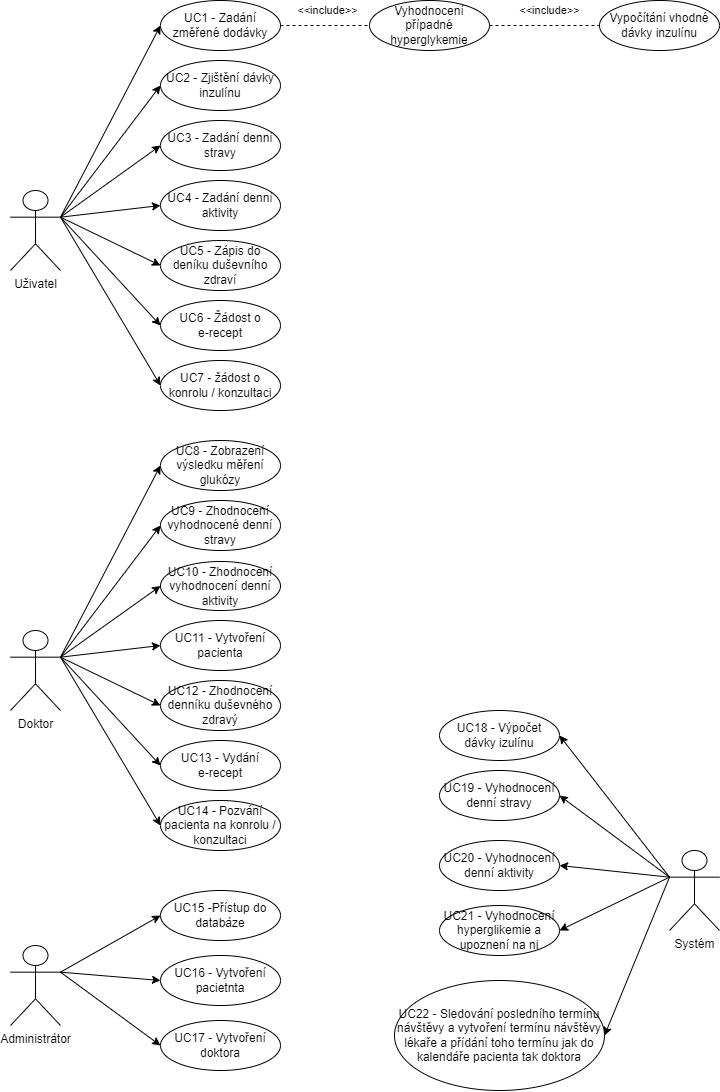 UC1 - Zadání
změřené dodávky
<<include>>
Vyhodnocení
případné
hyperglykemie
<<include>>
Vypočítání vhodné
dávky inzulínu
UC2 - Zjištění dávky
inzulínu
UC3 - Zadání denni
stravy
UC4 - Zadání denni
aktivity
UC5 - Zápis do
deníku duševního
zdraví
UC6 - Žádost o
e-recept
UC7 - žádost o
konrolu / konzultaci
Uživatel
UC8 - Zobrazení
výsledku měření
glukózy
UC9 - Zhodnocení
vyhodnocené denní
stravy
UC10 - Zhodnocení
vyhodnocení denní
aktivity
UC11 - Vytvoření
pacienta
UC12 - Zhodnocení
denníku duševného
zdravý
UC13 - Vydání
e-recept
UC14 - Pozvání
pacienta na konrolu /
konzultaci
Doktor
UC15 -Přístup do
databáze
UC16 - Vytvoření
pacietnta
UC17 - Vytvoření
doktora
Administrátor
UC18 - Výpočet
dávky izulínu
UC19 - Vyhodnocení
denní stravy
UC20 - Vyhodnocení
denní aktivity
UC21 - Vyhodnocení
hyperglikemie a
upoznení na ni
UC22 - Sledování posledního termínu
návštěvy a vytvoření termínu návštěvy
lékaře a přídání toho termínu jak do
kalendáře pacienta tak doktora
Systém